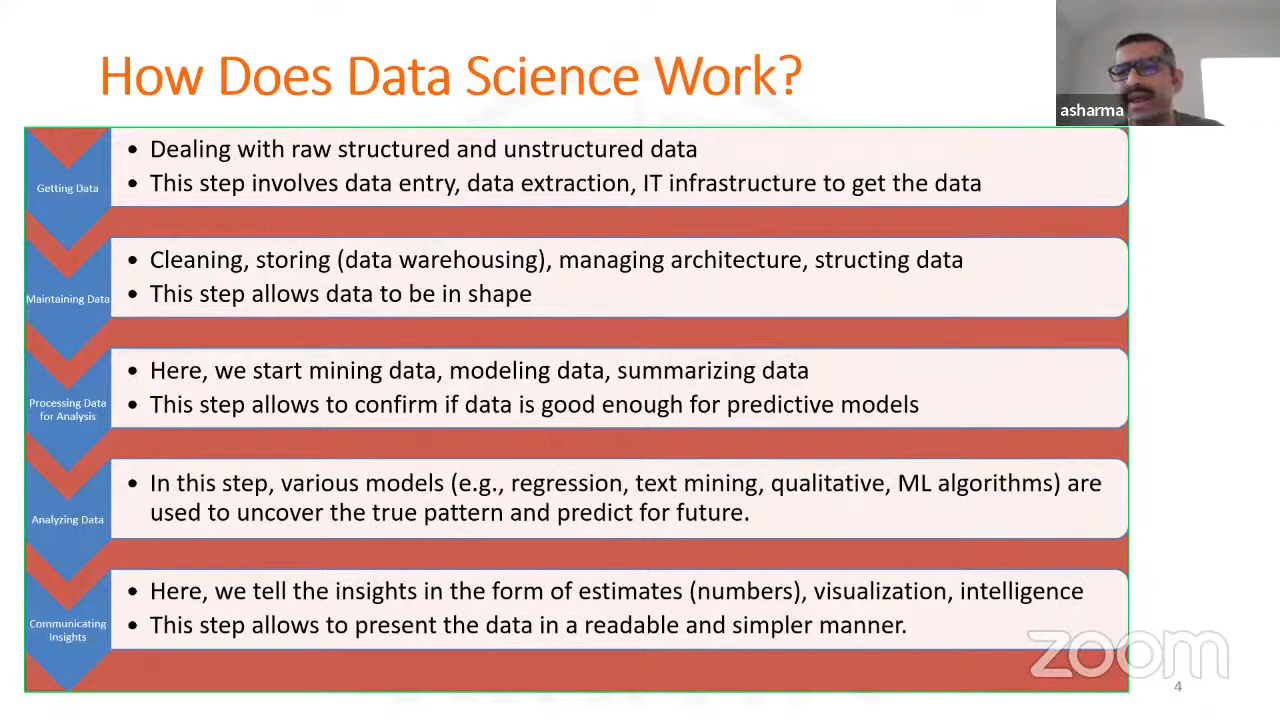 How Does Data Science Work?
asharma
Getting Data
• Dealing with raw structured and unstructured data
• This step involves data entry, data extraction, IT infrastructure to get the data
Maintaining Data
• Cleaning, storing (data warehousing), managing architecture, structing data
• This step allows data to be in shape
Processing Data
for Analysis
• Here, we start mining data, modeling data, summarizing data
• This step allows to confirm if data is good enough for predictive models
Analyzing Data
• In this step, various models (e.g., regression, text mining, qualitative, ML algorithms) are
used to uncover the true pattern and predict for future.
Communicating
Insights
• Here, we tell the insights in the form of estimates (numbers), visualization, intelligence
• This step allows to present the data in a readable and simpler manner.
zoom
4